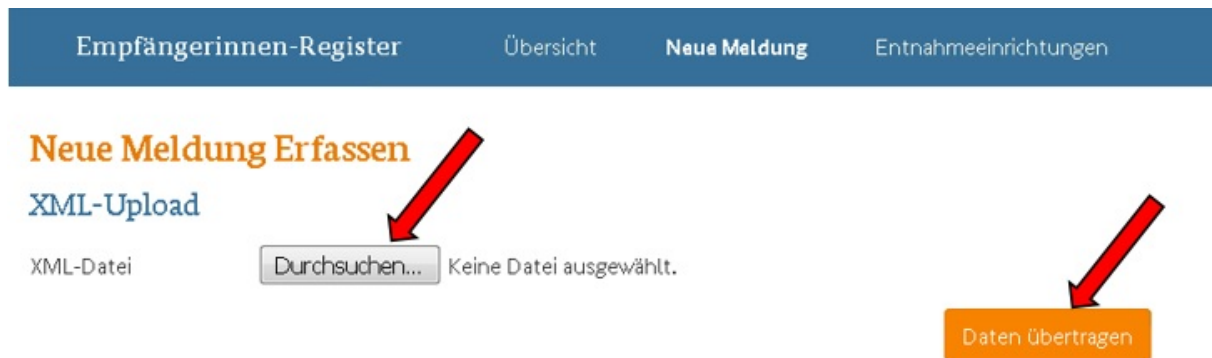 Empfängerinnen-Register Übersicht Neue Meldung Entnahmeeinrichtungen
Neue Meldung Erfassen
XML-Upload
XML-Datei Durchsuchen... Keine Datei ausgewählt.
Daten übertragen